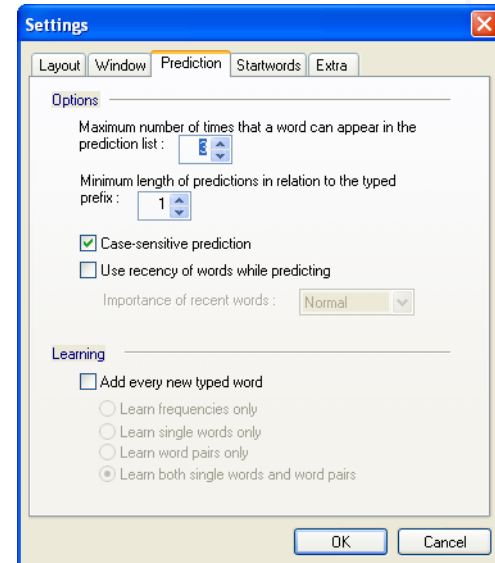 Settings
Layout Window Prediction Startwords Extra
Options
Maximum number of times that a word can appear in the
prediction list : 3
Minimum length of predictions in relation to the typed
prefix : 1
Case-sensitive prediction
Use recency of words while predicting
Importance of recent words : Normal
Learning
Add every new typed word
Learn frequencies only
Learn single words only
Learn word pairs only
Learn both single words and word pairs
OK Cancel